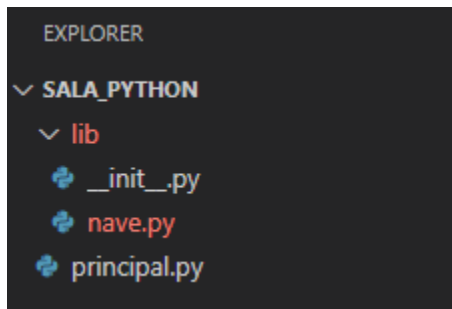 EXPLORER
SALA_PYTHON
lib
__init__.py
nave.py
principal.py